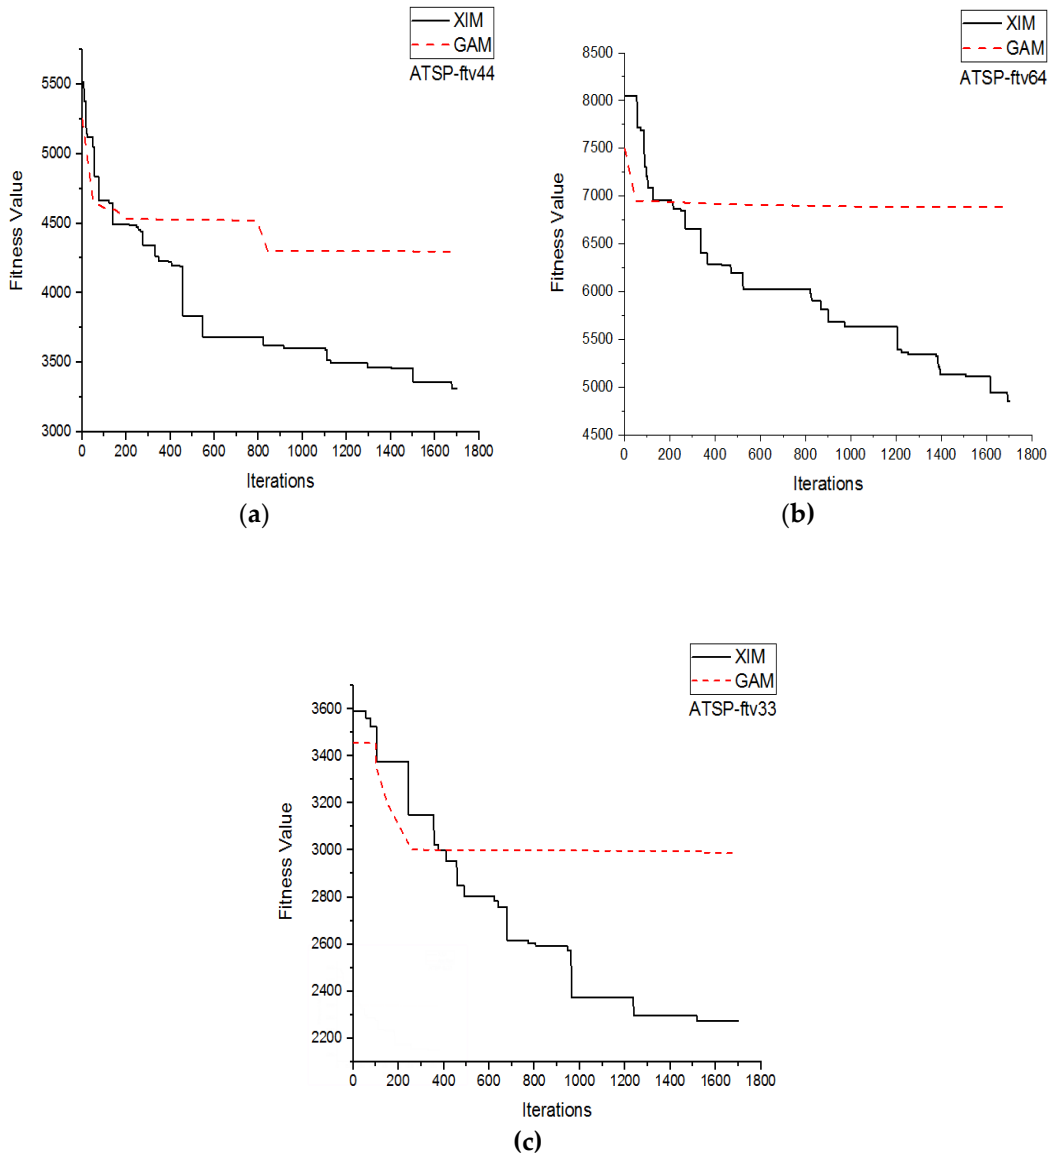 XIM
GAM
ATSP-ftv44
5500
5000
4500
4000
3500
3000
Fitness Value
0 200 400 600 800 1000 1200 1400 1600 1800
Iterations
(a)
XIM
GAM
ATSP-ftv64
8500
8000
7500
7000
6500
6000
5500
5000
4500
Fitness Value
0 200 400 600 800 1000 1200 1400 1600 1800
Iterations
(b)
XIM
GAM
ATSP-ftv33
3600
3400
3200
3000
2800
2600
2400
2200
Fitness Value
0 200 400 600 800 1000 1200 1400 1600 1800
Iterations
(c)